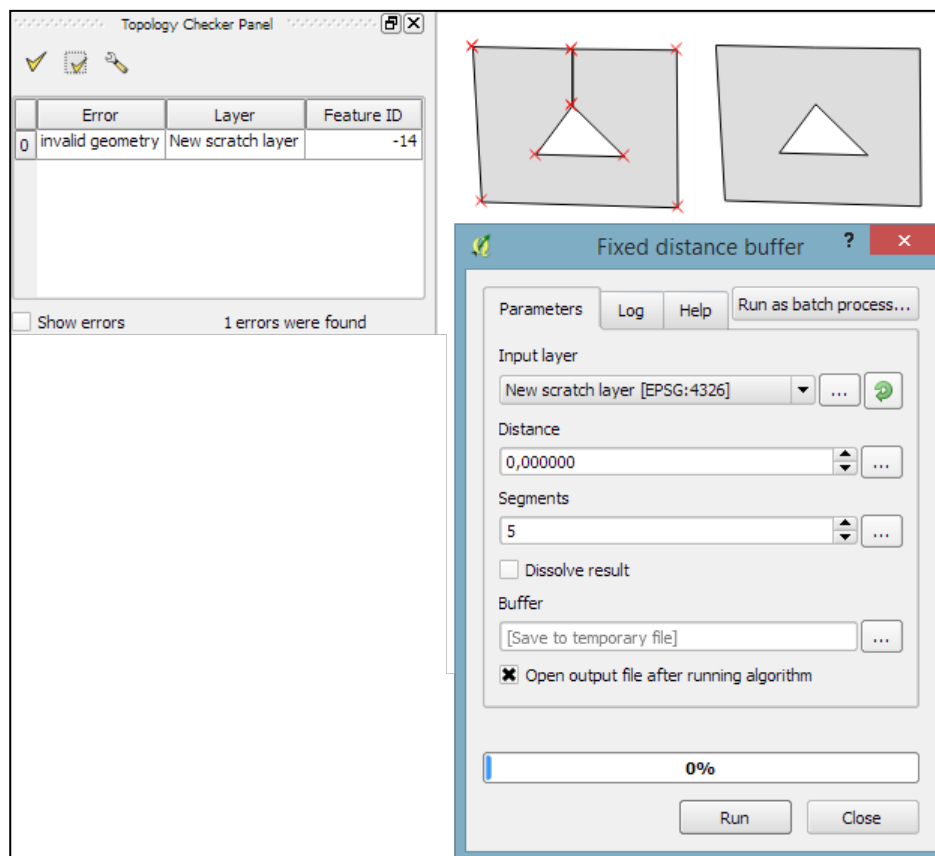 Topology Checker Panel
Error Layer Feature ID
0 invalid geometry New scratch layer -14
Show errors 1 errors were found
Fixed distance buffer ?
Parameters Log Help Run as batch process...
Input layer
New scratch layer [EPSG:4326] ...
Distance
0,000000 ...
Segments
5 ...
Dissolve result
Buffer
[Save to temporary file] ...
Open output file after running algorithm
0%
Run Close